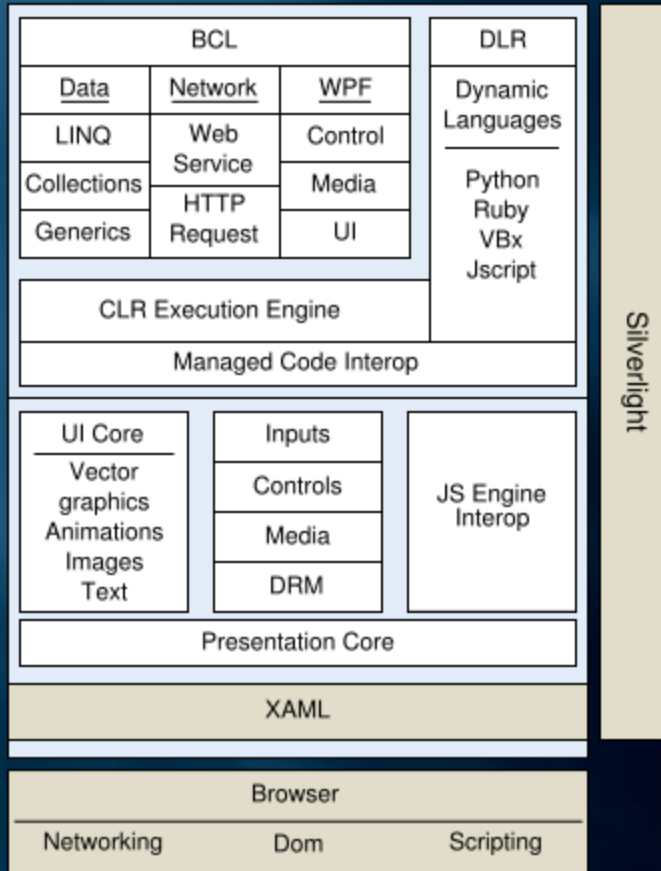 BCL
DLR
Data
Network
WPF
LINQ
Collections
Generics
Web
Service
HTTP
Request
Control
Media
UI
Dynamic
Languages
Python
Ruby
VBx
Jscript
CLR Execution Engine
Managed Code Interop
UI Core
Vector
graphics
Animations
Images
Text
Inputs
Controls
Media
DRM
JS Engine
Interop
Presentation Core
XAML
Silverlight
Browser
Networking
Dom
Scripting